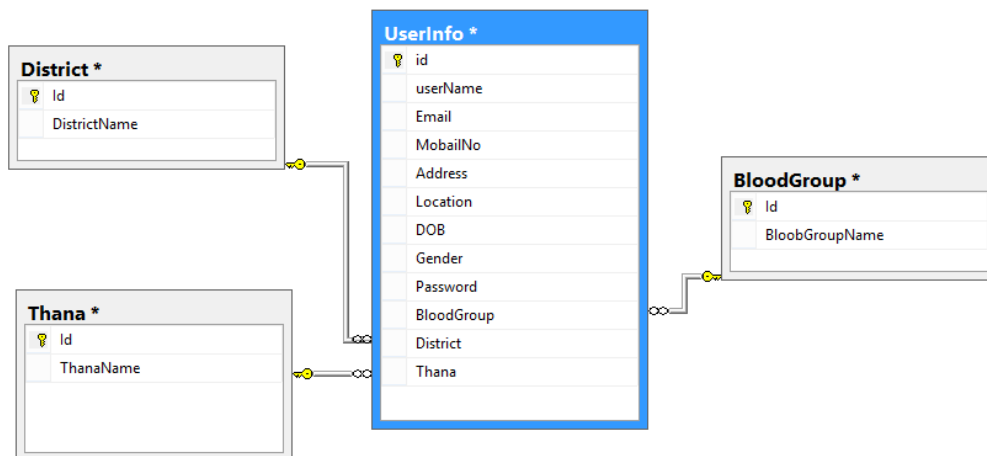 District *
Id
DistrictName
Thana *
Id
ThanaName
UserInfo *
id
userName
Email
MobailNo
Address
Location
DOB
Gender
Password
BloodGroup
District
Thana
BloodGroup *
Id
BloobGroupName